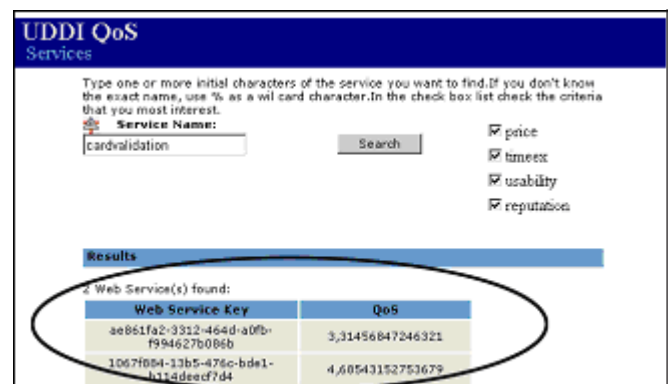 UDDI QoS
Services
Type one or more initial characters of the service you want to find.If you don't know
the exact name, use % as a wil card character.In the check box list check the criteria
that you most interest.
Service Name:
cardvalidation
Search
price
timeex
usability
reputation
Results
2 Web Service(s) found:
Web Service Key QoS
ae861fa2-3312-464d-a0fb-
f994627b086b 3,31456847246321
1067f884-13b5-476c-bde1-
b114deecf7d4 4,68543152753679